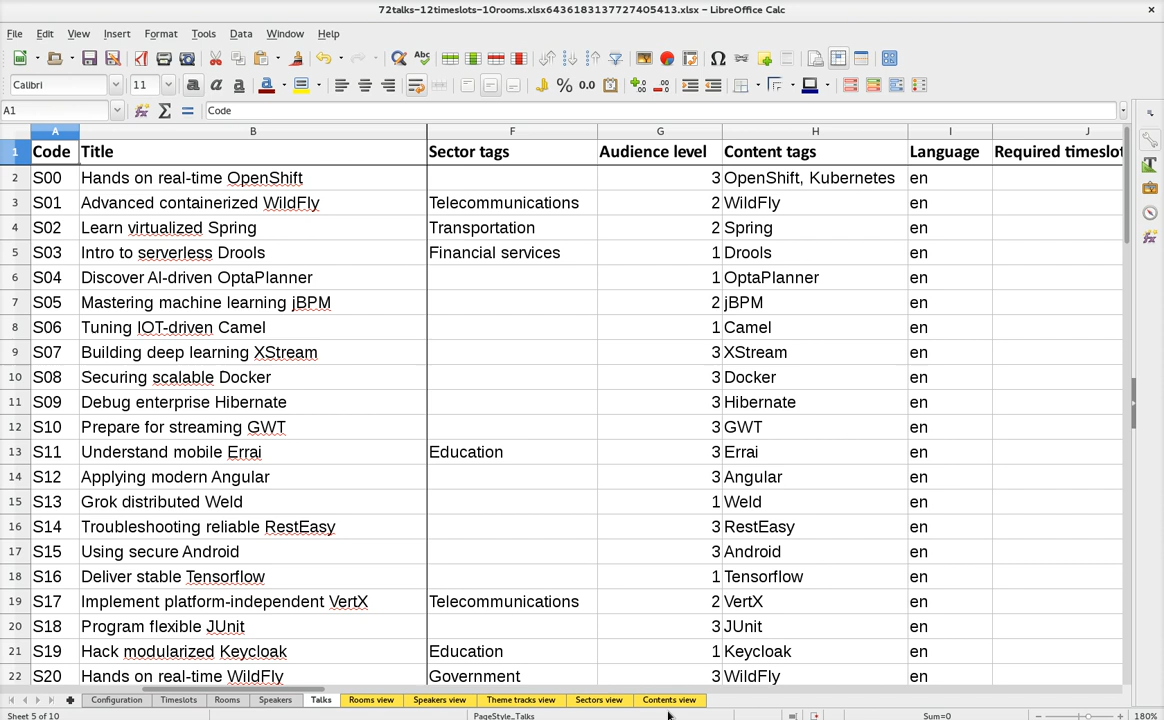 72talks-12timeslots-10rooms.xlsx6436183137727405413.xlsx - LibreOffice Calc
File Edit View Insert Format Tools Data Window Help
Calibri 11
A1 Code
A B F G H I J
1 Code Title Sector tags Audience level Content tags Language Required timeslot
2 S00 Hands on real-time OpenShift 3 OpenShift, Kubernetes en
3 S01 Advanced containerized WildFly Telecommunications 2 WildFly en
4 S02 Learn virtualized Spring Transportation 2 Spring en
5 S03 Intro to serverless Drools Financial services 1 Drools en
6 S04 Discover AI-driven OptaPlanner 1 OptaPlanner en
7 S05 Mastering machine learning jBPM 2 jBPM en
8 S06 Tuning IOT-driven Camel 1 Camel en
9 S07 Building deep learning XStream 3 XStream en
10 S08 Securing scalable Docker 3 Docker en
11 S09 Debug enterprise Hibernate 3 Hibernate en
12 S10 Prepare for streaming GWT 3 GWT en
13 S11 Understand mobile Errai Education 3 Errai en
14 S12 Applying modern Angular 3 Angular en
15 S13 Grok distributed Weld 1 Weld en
16 S14 Troubleshooting reliable RestEasy 3 RestEasy en
17 S15 Using secure Android 3 Android en
18 S16 Deliver stable Tensorflow 1 Tensorflow en
19 S17 Implement platform-independent VertX Telecommunications 2 VertX en
20 S18 Program flexible JUnit 3 JUnit en
21 S19 Hack modularized Keycloak Education 1 Keycloak en
22 S20 Hands on real-time WildFly Government 3 WildFly en
Configuration Timeslots Rooms Speakers Talks Rooms view Speakers view Theme tracks view Sectors view Contents view
Sheet 5 of 10 PageStyle_Talks Sum=0 180%